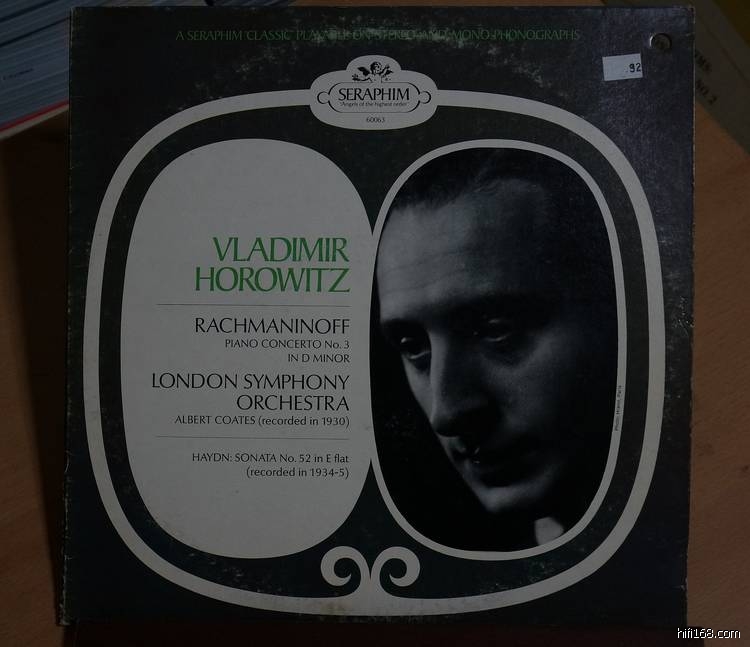 A SERAPHIM "CLASSIC" PLAYABLE ON STEREO AND MONO PHONOGRAPHS
.92
SERAPHIM
"Angels of the highest order"
60063
VLADIMIR
HOROWITZ
RACHMANINOFF
PIANO CONCERTO No. 3
IN D MINOR
LONDON SYMPHONY
ORCHESTRA
ALBERT COATES (recorded in 1930)
HAYDN: SONATA No. 52 in E flat
(recorded in 1934-5)
NO. 2
hifi168.com